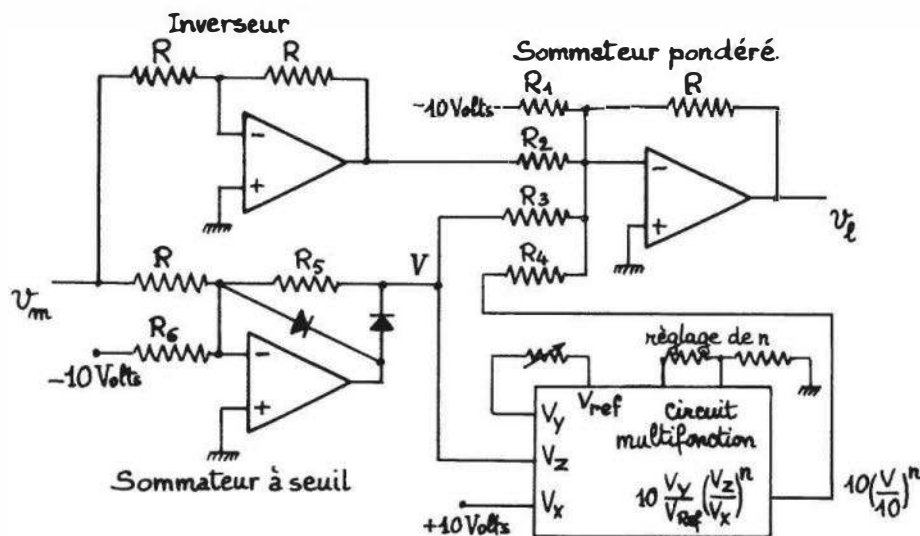 Inverseur
R
R
Sommateur pondéré.
R1
R
-10 Volts
R2
-
+
R3
-
+
R4
vℓ
R
R5
V
vm
R6
-10 Volts
-
+
Sommateur à seuil
réglage de n
Vref
Vy
circuit
multifonction
Vz
Vx
10 Vy/VRef (Vz/Vx)^n
10(V/10)^n
+10 Volts